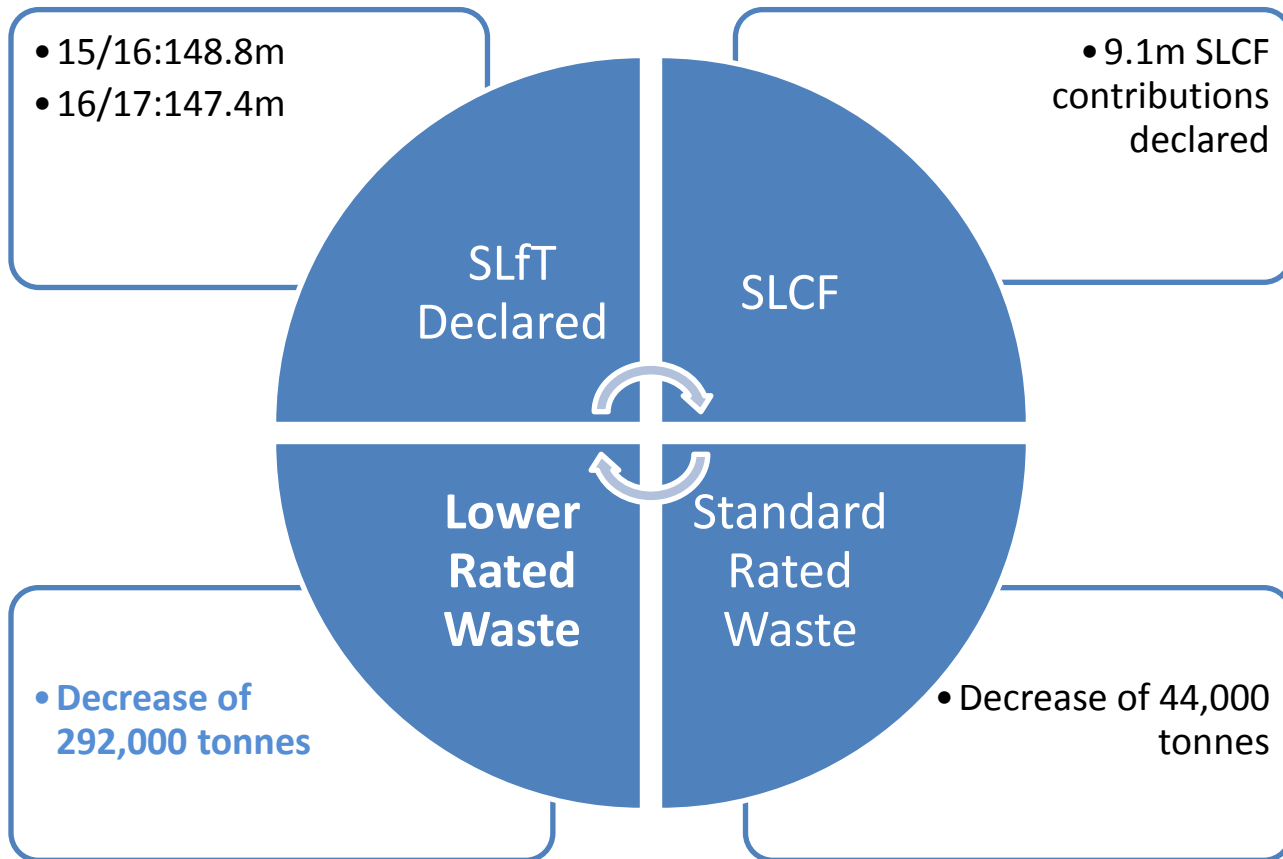 • 15/16:148.8m
• 16/17:147.4m
• 9.1m SLCF
contributions
declared
SLfT
Declared
SLCF
Lower
Rated
Waste
Standard
Rated
Waste
• Decrease of
292,000 tonnes
• Decrease of 44,000
tonnes